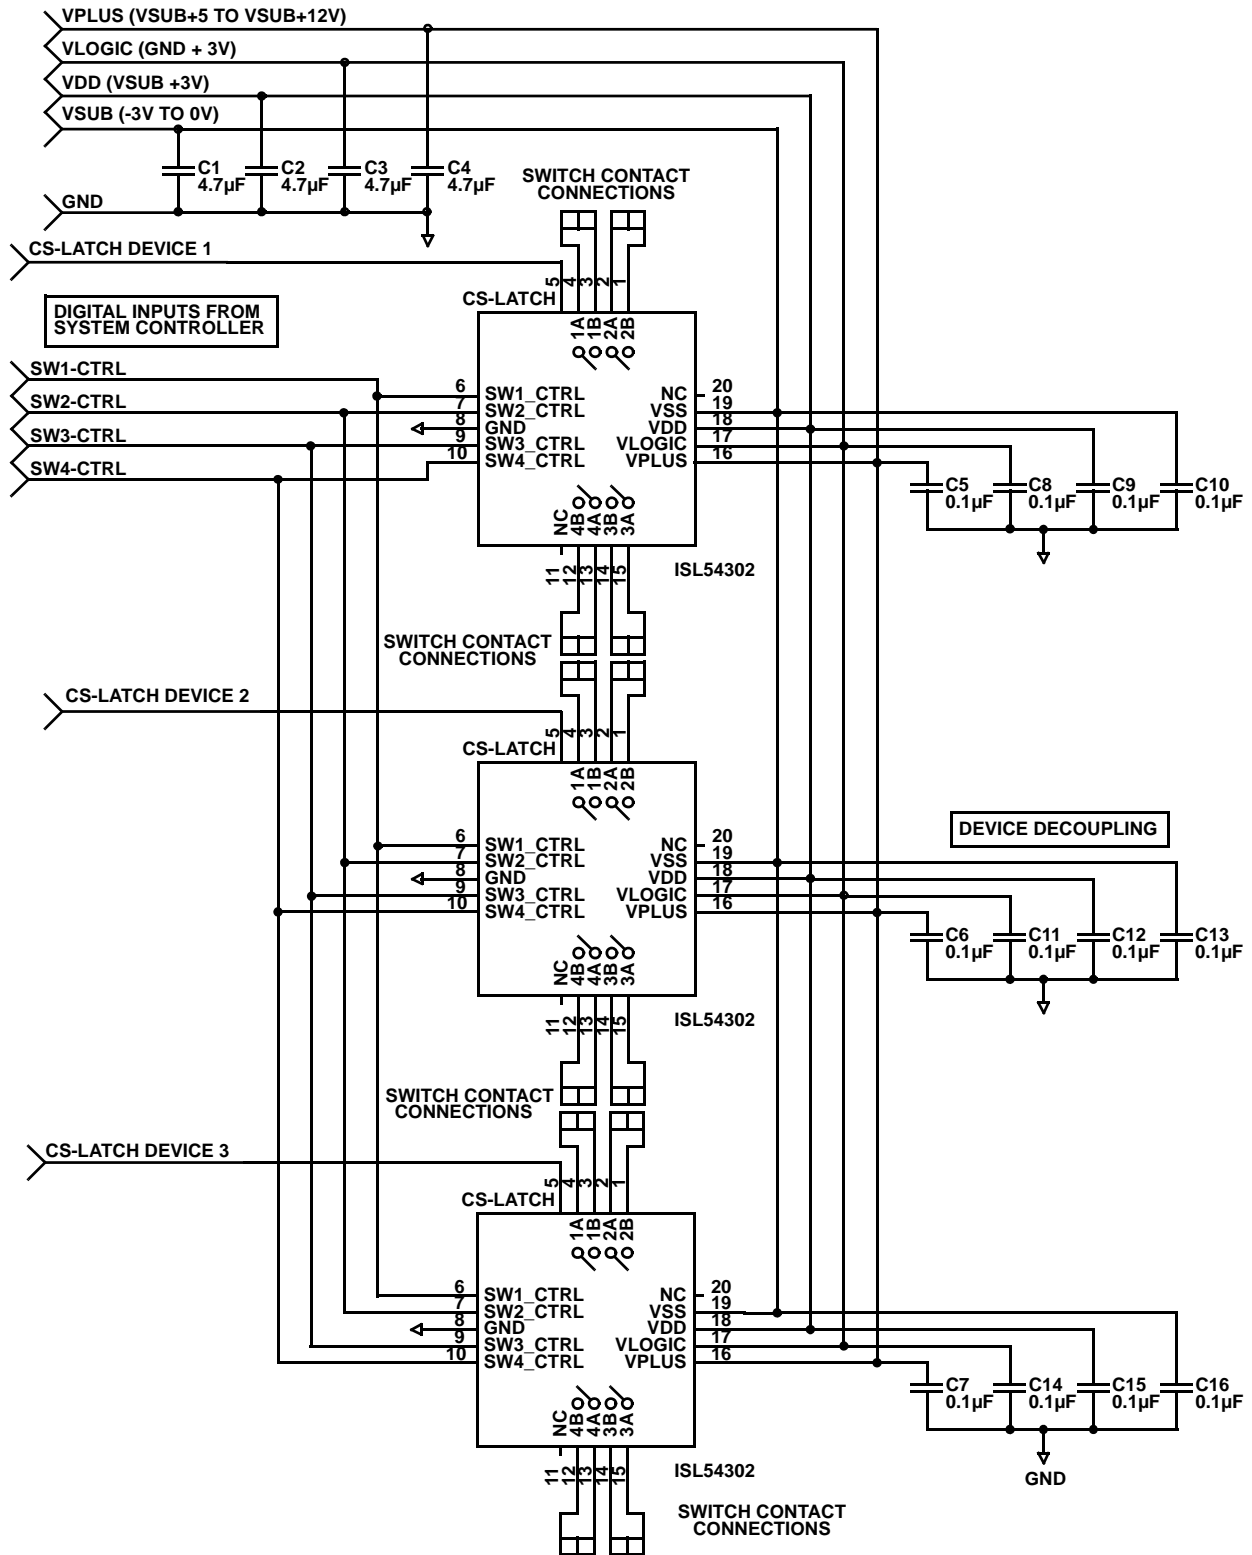 VPLUS (VSUB+5 TO VSUB+12V)
VLOGIC (GND + 3V)
VDD (VSUB +3V)
VSUB (-3V TO 0V)
C1
4.7µF
C2
4.7µF
C3
4.7µF
C4
4.7µF
GND
SWITCH CONTACT
CONNECTIONS
CS-LATCH DEVICE 1
5
4
3
2
1
CS-LATCH
DIGITAL INPUTS FROM
SYSTEM CONTROLLER
1A
1B
2A
2B
SW1-CTRL
SW2-CTRL
SW3-CTRL
SW4-CTRL
6
7
8
9
10
SW1_CTRL
SW2_CTRL
GND
SW3_CTRL
SW4_CTRL
NC
VSS
VDD
VLOGIC
VPLUS
20
19
18
17
16
C5
0.1µF
C8
0.1µF
C9
0.1µF
C10
0.1µF
NC
4B
4A
3B
3A
11
12
13
14
15
ISL54302
SWITCH CONTACT
CONNECTIONS
CS-LATCH DEVICE 2
5
4
3
2
1
CS-LATCH
1A
1B
2A
2B
6
7
8
9
10
SW1_CTRL
SW2_CTRL
GND
SW3_CTRL
SW4_CTRL
NC
VSS
VDD
VLOGIC
VPLUS
20
19
18
17
16
DEVICE DECOUPLING
C6
0.1µF
C11
0.1µF
C12
0.1µF
C13
0.1µF
NC
4B
4A
3B
3A
11
12
13
14
15
ISL54302
SWITCH CONTACT
CONNECTIONS
CS-LATCH DEVICE 3
5
4
3
2
1
CS-LATCH
1A
1B
2A
2B
6
7
8
9
10
SW1_CTRL
SW2_CTRL
GND
SW3_CTRL
SW4_CTRL
NC
VSS
VDD
VLOGIC
VPLUS
20
19
18
17
16
C7
0.1µF
C14
0.1µF
C15
0.1µF
C16
0.1µF
GND
NC
4B
4A
3B
3A
11
12
13
14
15
ISL54302
SWITCH CONTACT
CONNECTIONS